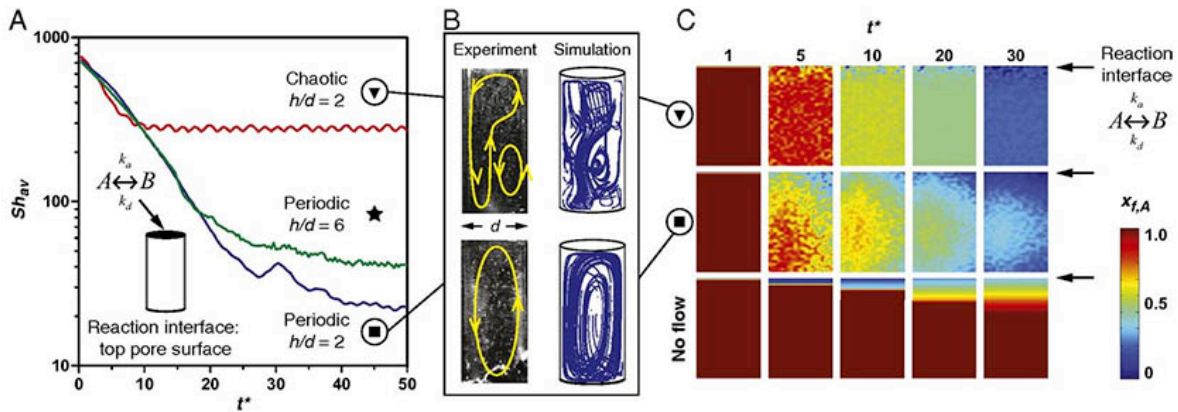 A
1000
100
10
Sh_av
0
10
20
30
40
50
t*
Chaotic
h/d = 2
Periodic
h/d = 6
Periodic
h/d = 2
k_a
A↔B
k_d
Reaction interface:
top pore surface
B
Experiment
Simulation
d
C
t*
1
5
10
20
30
No flow
Reaction
interface
k_a
A↔B
k_d
x_f,A
1.0
0.5
0